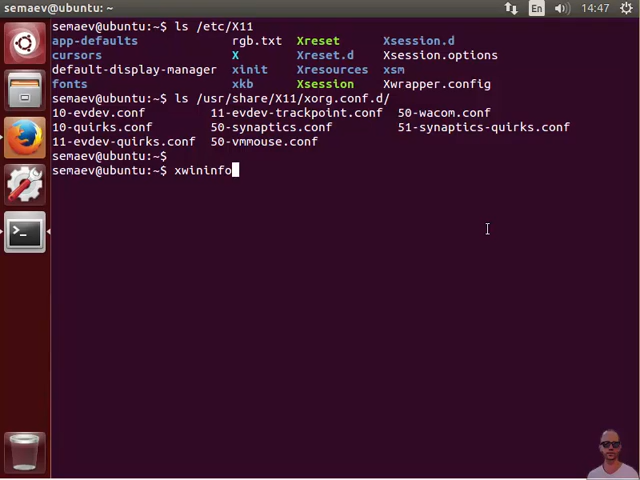 semaev@ubuntu: ~ En 14:47
semaev@ubuntu:~$ ls /etc/X11
app-defaults rgb.txt Xreset Xsession.d
cursors X Xreset.d Xsession.options
default-display-manager xinit Xresources xsm
fonts xkb Xsession Xwrapper.config
semaev@ubuntu:~$ ls /usr/share/X11/xorg.conf.d/
10-evdev.conf 11-evdev-trackpoint.conf 50-wacom.conf
10-quirks.conf 50-synaptics.conf 51-synaptics-quirks.conf
11-evdev-quirks.conf 50-vmmouse.conf
semaev@ubuntu:~$
semaev@ubuntu:~$ xwininfo